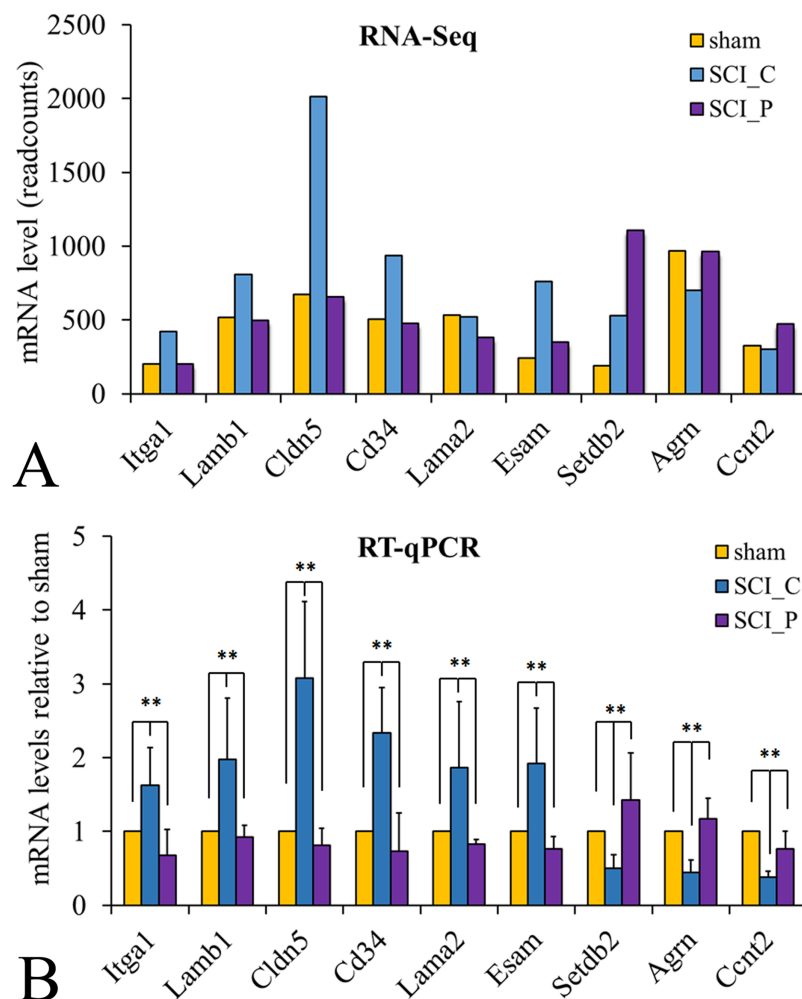 RNA-Seq
sham
SCI_C
SCI_P
mRNA level (readcounts)
2500
2000
1500
1000
500
0
Itga1 Lamb1 Cldn5 Cd34 Lama2 Esam Setdb2 Agrn Ccnt2
A
RT-qPCR
sham
SCI_C
SCI_P
mRNA levels relative to sham
5
4
3
2
1
0
** ** ** ** ** ** ** ** **
Itga1 Lamb1 Cldn5 Cd34 Lama2 Esam Setdb2 Agrn Ccnt2
B